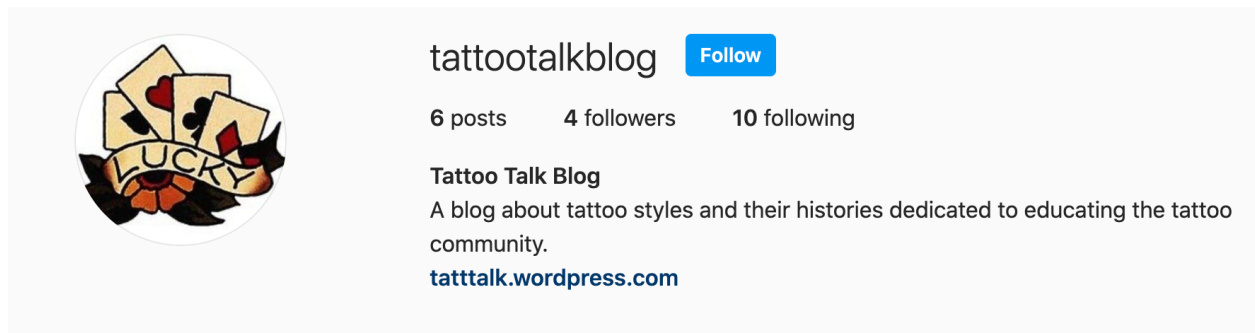 tattootalkblog Follow
6 posts 4 followers 10 following
Tattoo Talk Blog
A blog about tattoo styles and their histories dedicated to educating the tattoo
community.
tatttalk.wordpress.com
LUCKY